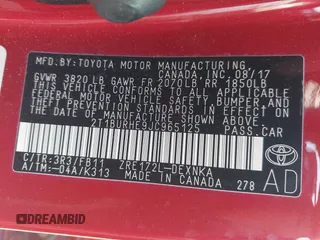 MFD. BY:TOYOTA MOTOR MANUFACTURING,
CANADA, INC. 08/17
GVWR 3820 LB GAWR FR 2070LB RR 1850LB
THIS VEHICLE CONFORMS TO ALL APPLICABLE
FEDERAL MOTOR VEHICLE SAFETY, BUMPER, AND
THEFT PREVENTION STANDARDS IN EFFECT ON
THE DATE OF MANUFACTURE SHOWN ABOVE.
2T1BURHE9JC965125 PASS. CAR
C/TR:3R3/FB11 ZRE172L-DEXNKA
A/TM:-04A/K313 MADE IN CANADA 278
AD
AUTOBIDMASTER